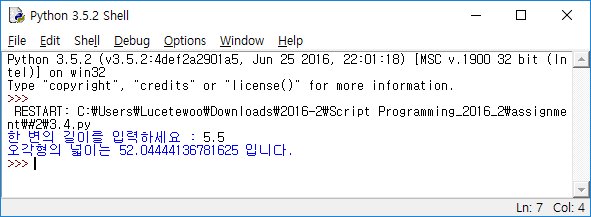 Python 3.5.2 Shell
File Edit Shell Debug Options Window Help
Python 3.5.2 (v3.5.2:4def2a2901a5, Jun 25 2016, 22:01:18) [MSC v.1900 32 bit (In
tel)] on win32
Type "copyright", "credits" or "license()" for more information.
>>>
RESTART: C:₩Users₩Lucetewoo₩Downloads₩2016-2₩Script Programming_2016_2₩assignme
nt₩#2₩3.4.py
한 변의 길이를 입력하세요 : 5.5
오각형의 넓이는 52.04444136781625 입니다.
>>>
Ln: 7 Col: 4